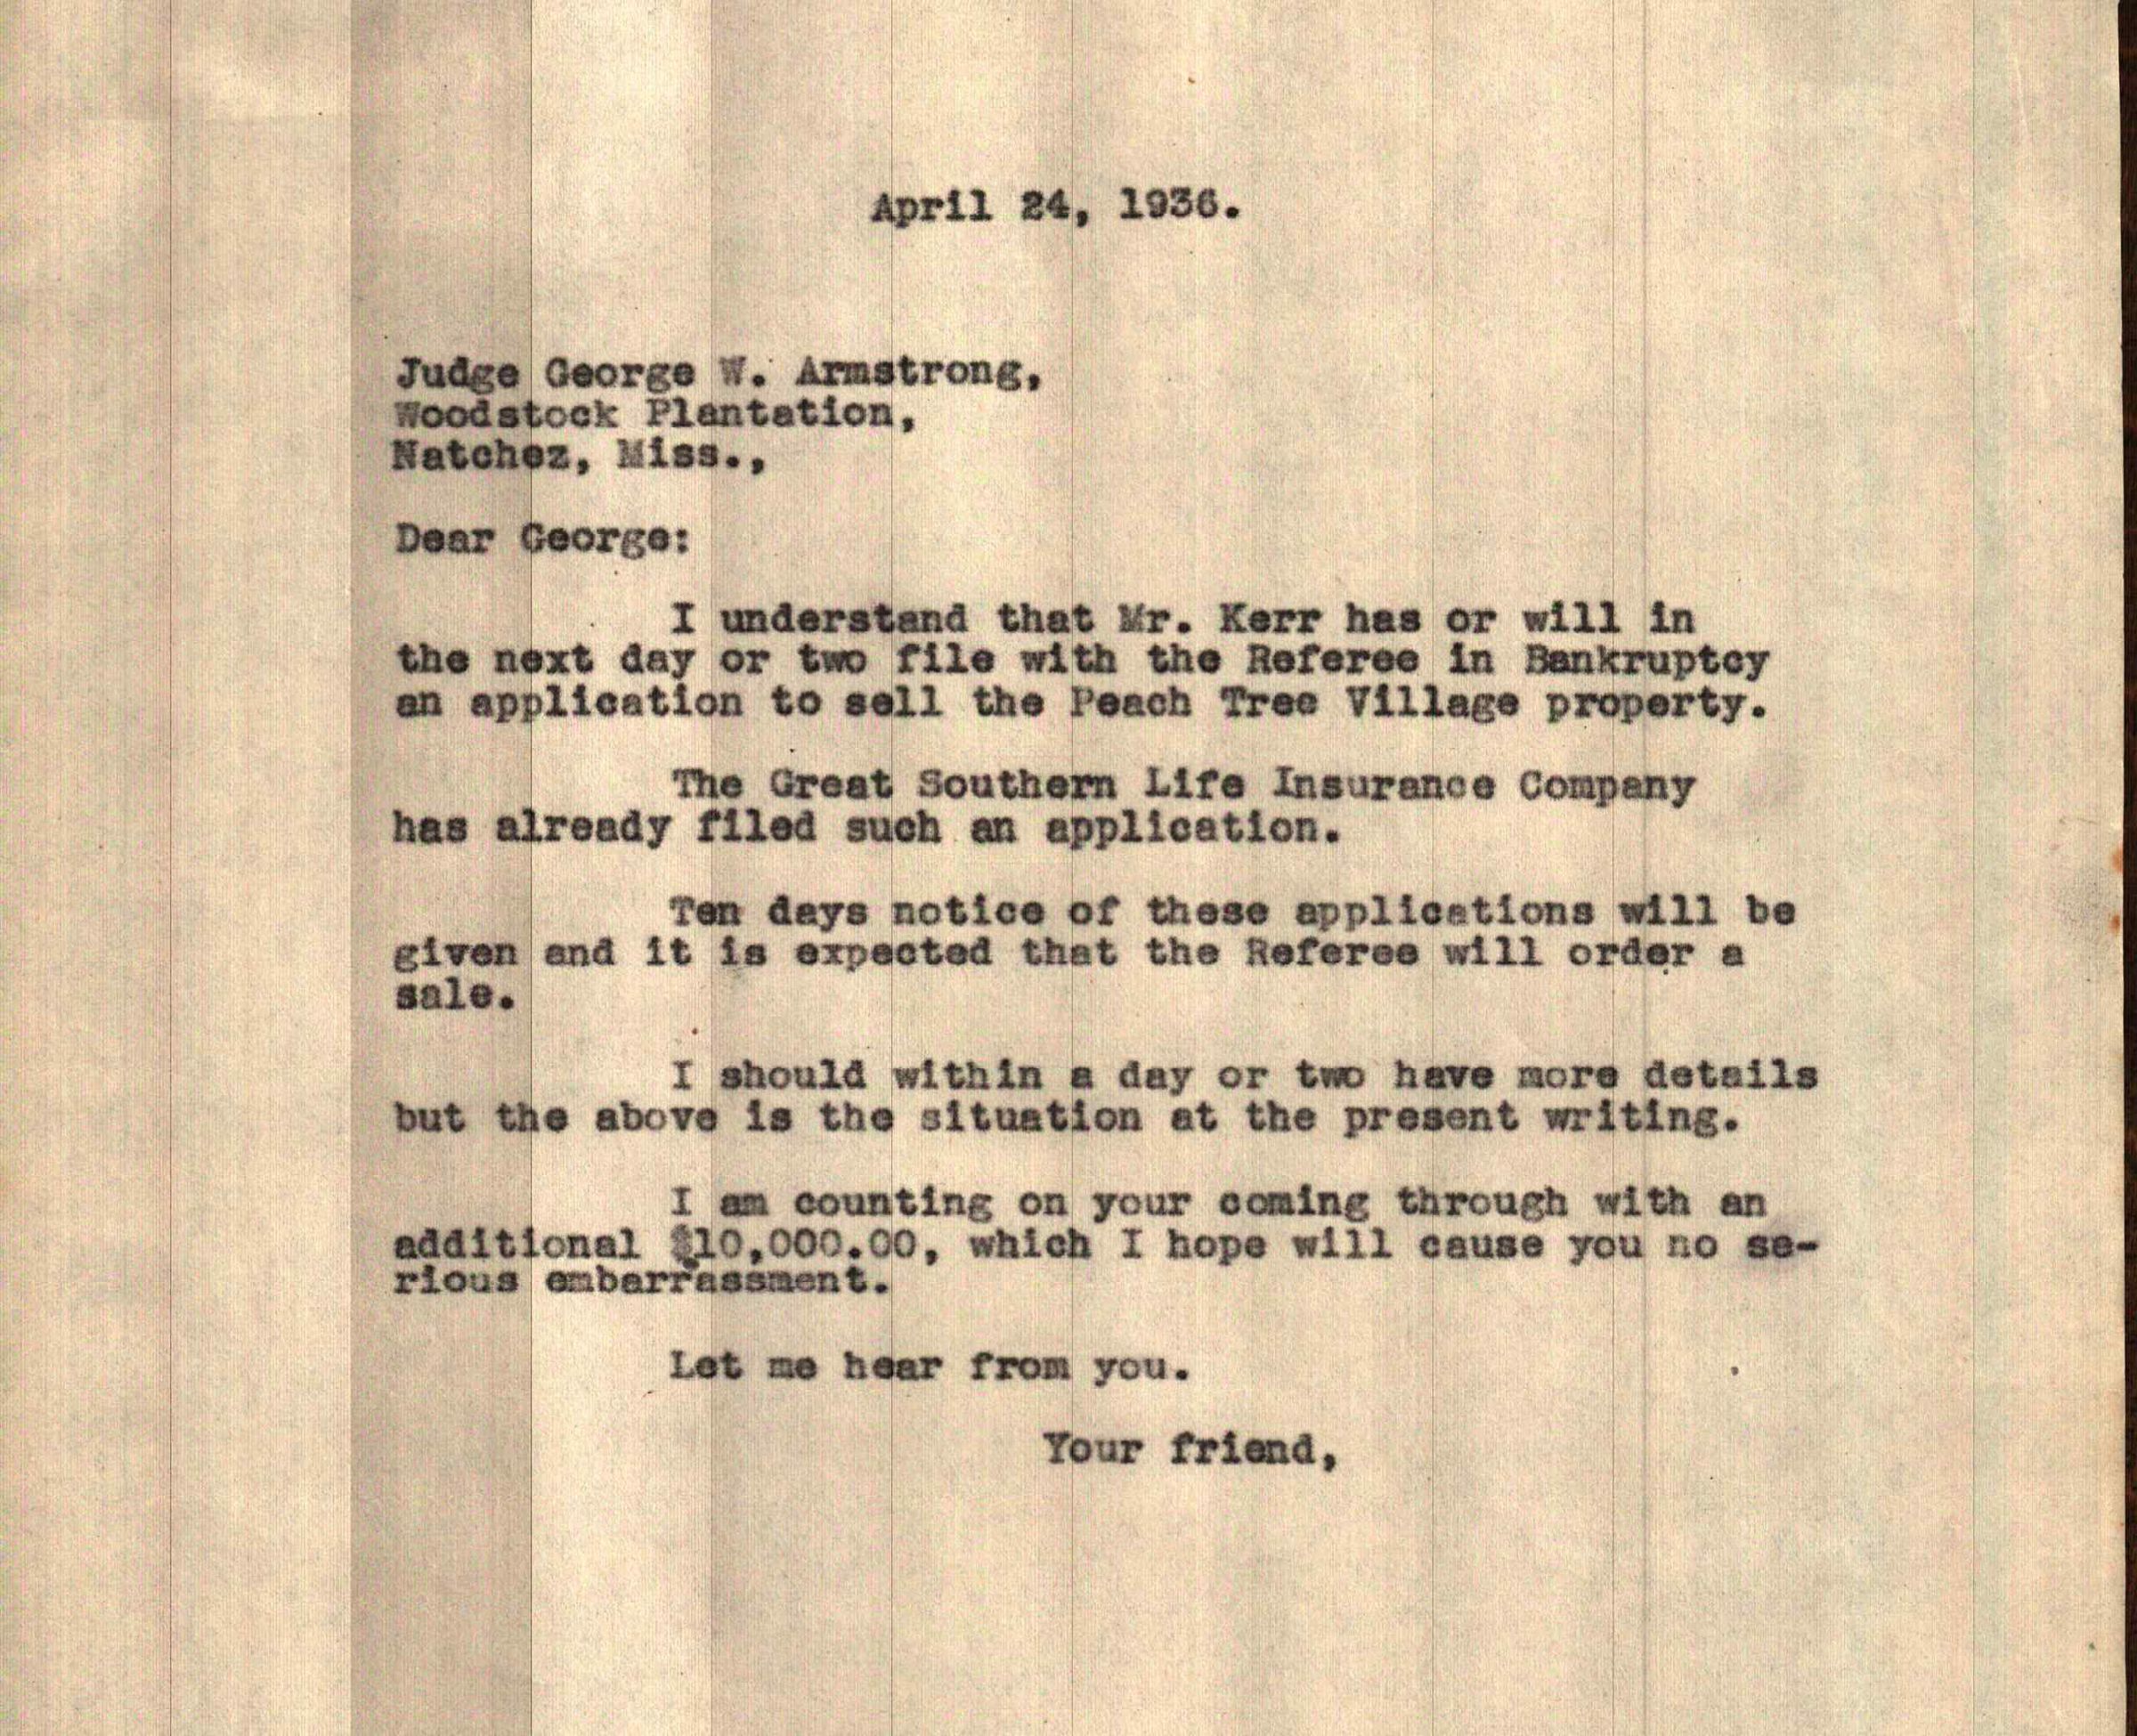 April 24, 1936.
Judge George W. Armstrong,
Woodstock Plantation,
Natchez, Miss.,
Dear George:
I understand that Mr. Kerr has or will in
the next day or two file with the Referee in Bankruptcy
an application to sell the Peach Tree Village property.
The Great Southern Life Insurance Company
has already filed such an application.
Ten days notice of these applications will be
given and it is expected that the Referee will order a
sale.
I should within a day or two have more details
but the above is the situation at the present writing.
I am counting on your coming through with an
additional $10,000.00, which I hope will cause you no se-
rious embarrassment.
Let me hear from you.
Your friend,